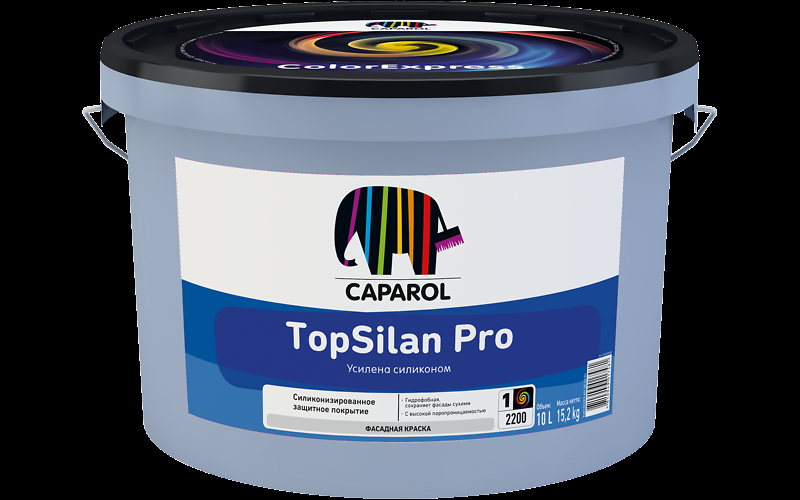 CAPAROL
ColorExpress
CAPAROL
TopSilan Pro
Усилена силиконом
Силиконизированное
защитное покрытие
· Гидрофобная,
сохраняет фасады сухими
· С высокой паропроницаемостью
1
2200
Объем:
10 L
Масса нетто:
15,2 kg
ФАСАДНАЯ КРАСКА